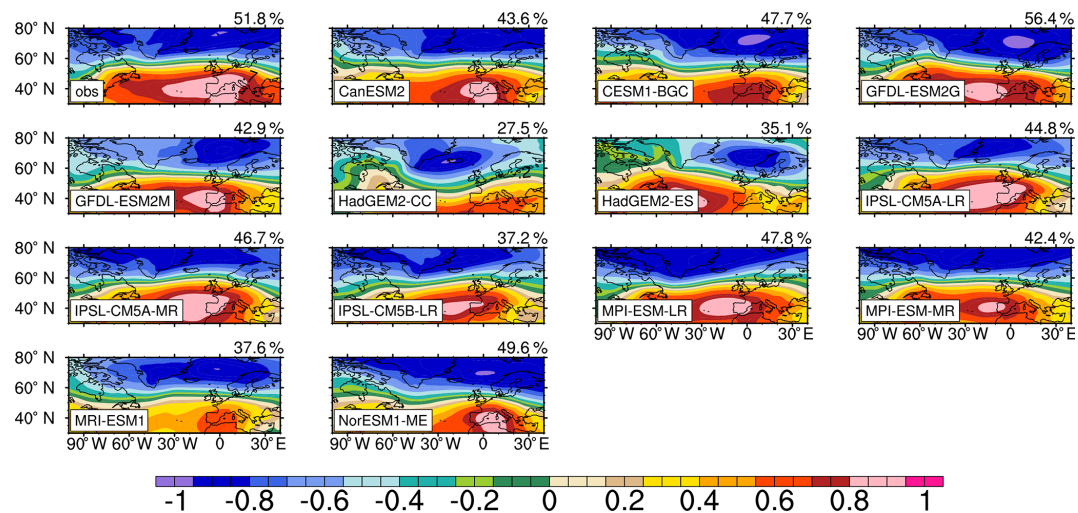 51.8 % 43.6 % 47.7 % 56.4 %
80° N
60° N
40° N
obs CanESM2 CESM1-BGC GFDL-ESM2G
42.9 % 27.5 % 35.1 % 44.8 %
80° N
60° N
40° N
GFDL-ESM2M HadGEM2-CC HadGEM2-ES IPSL-CM5A-LR
46.7 % 37.2 % 47.8 % 42.4 %
80° N
60° N
40° N
IPSL-CM5A-MR IPSL-CM5B-LR MPI-ESM-LR MPI-ESM-MR
90° W 60° W 30° W 0° 30° E 90° W 60° W 30° W 0° 30° E
37.6 % 49.6 %
80° N
60° N
40° N
MRI-ESM1 NorESM1-ME
90° W 60° W 30° W 0° 30° E 90° W 60° W 30° W 0° 30° E
-1 -0.8 -0.6 -0.4 -0.2 0 0.2 0.4 0.6 0.8 1